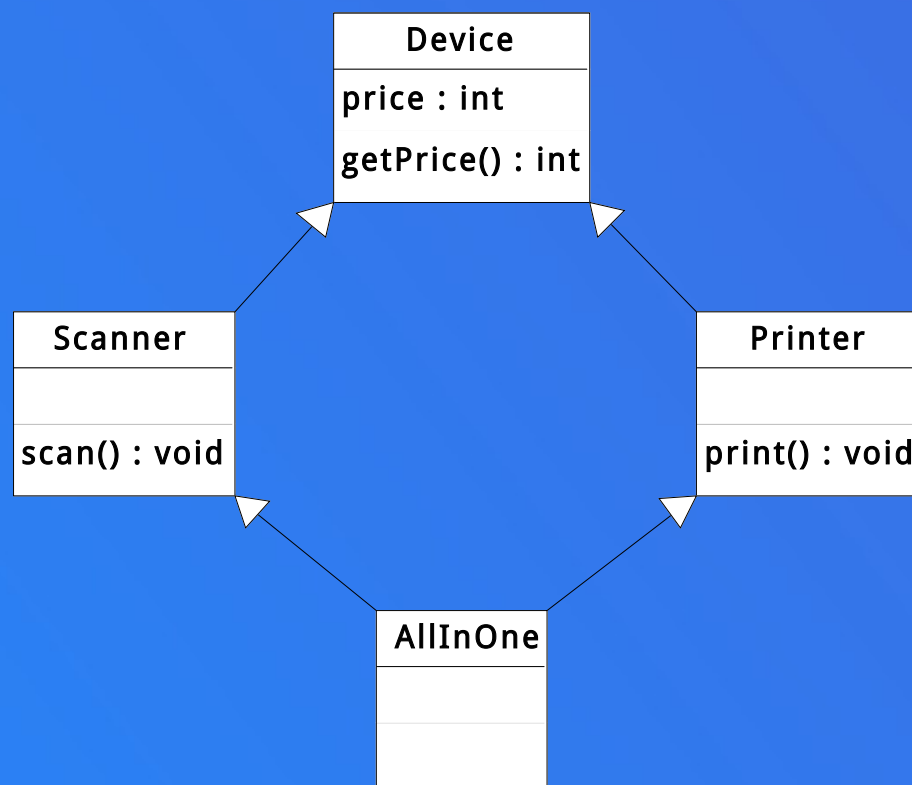 Device
price : int
getPrice() : int
Scanner
scan() : void
Printer
print() : void
AllInOne